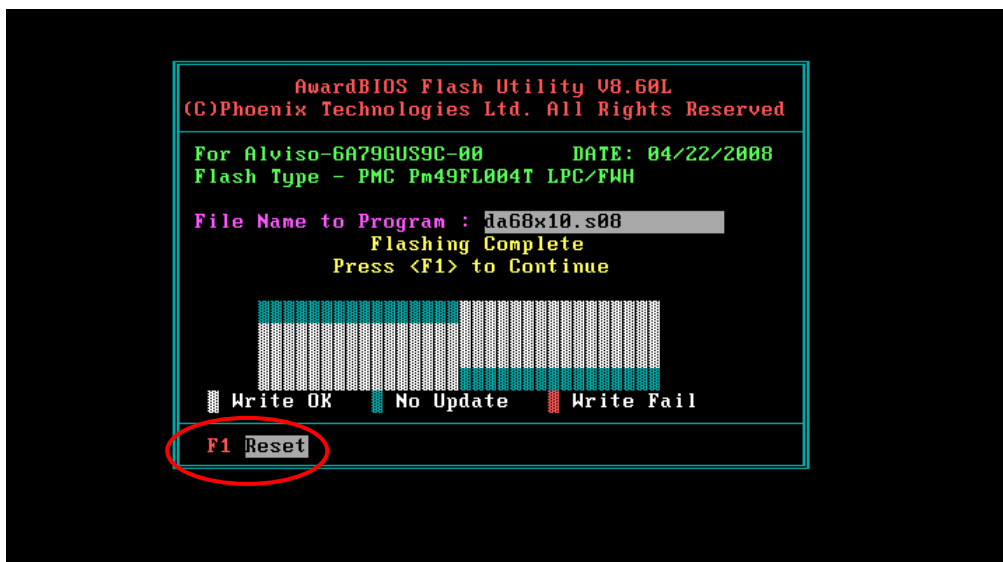 AwardBIOS Flash Utility V8.60L
(C)Phoenix Technologies Ltd. All Rights Reserved
For Alviso-6A79GUS9C-00 DATE: 04/22/2008
Flash Type - PMC Pm49FL004T LPC/FWH
File Name to Program : da68x10.s08
Flashing Complete
Press <F1> to Continue
Write OK No Update Write Fail
F1 Reset